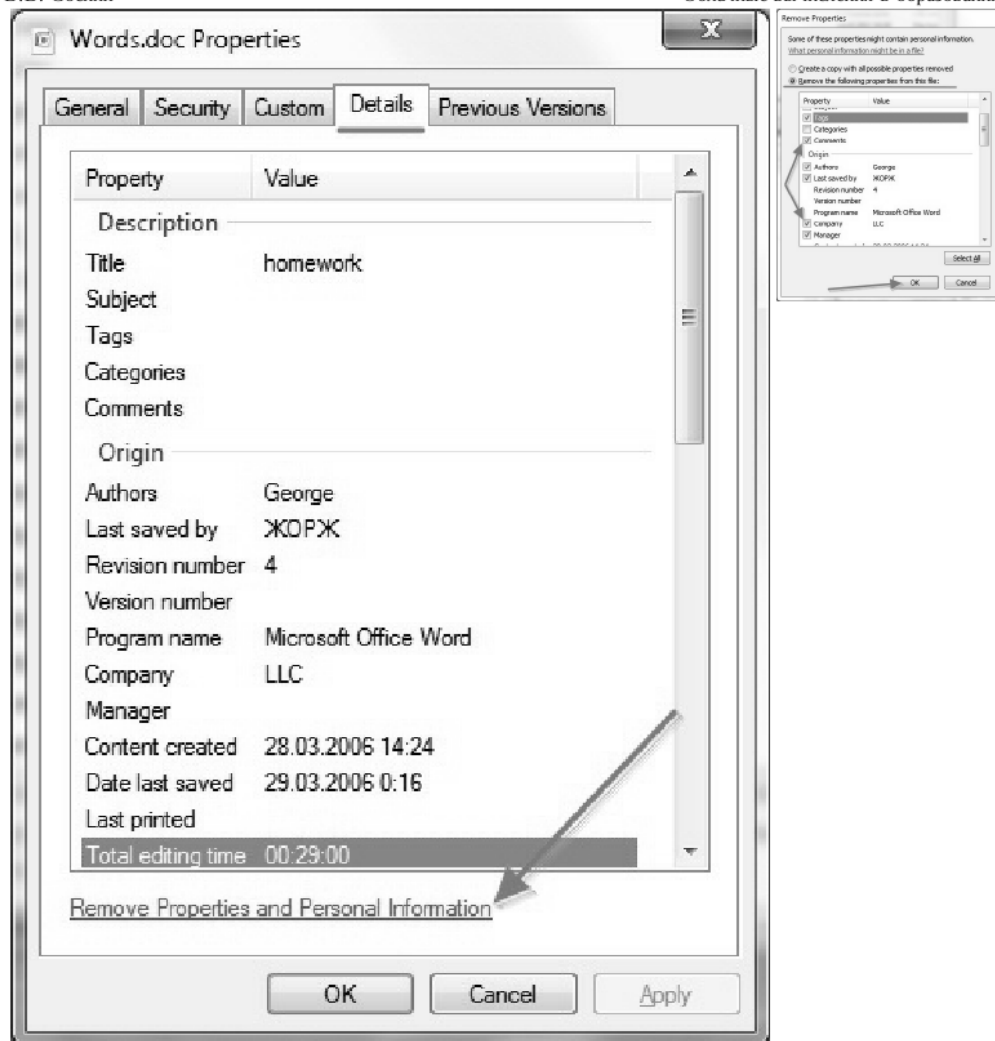 Words.doc Properties
General Security Custom Details Previous Versions
Property Value
Description
Title homework
Subject
Tags
Categories
Comments
Origin
Authors George
Last saved by ЖОРЖ
Revision number 4
Version number
Program name Microsoft Office Word
Company LLC
Manager
Content created 28.03.2006 14:24
Date last saved 29.03.2006 0:16
Last printed
Total editing time 00:29:00
Remove Properties and Personal Information
OK Cancel Apply
Remove Properties
Some of these properties might contain personal information.
What personal information might be in a file?
Create a copy with all possible properties removed
Remove the following properties from this file:
Property Value
Tags
Categories
Comments
Origin
Authors George
Last saved by ЖОРЖ
Revision number 4
Version number
Program name Microsoft Office Word
Company LLC
Manager
Select All
OK Cancel